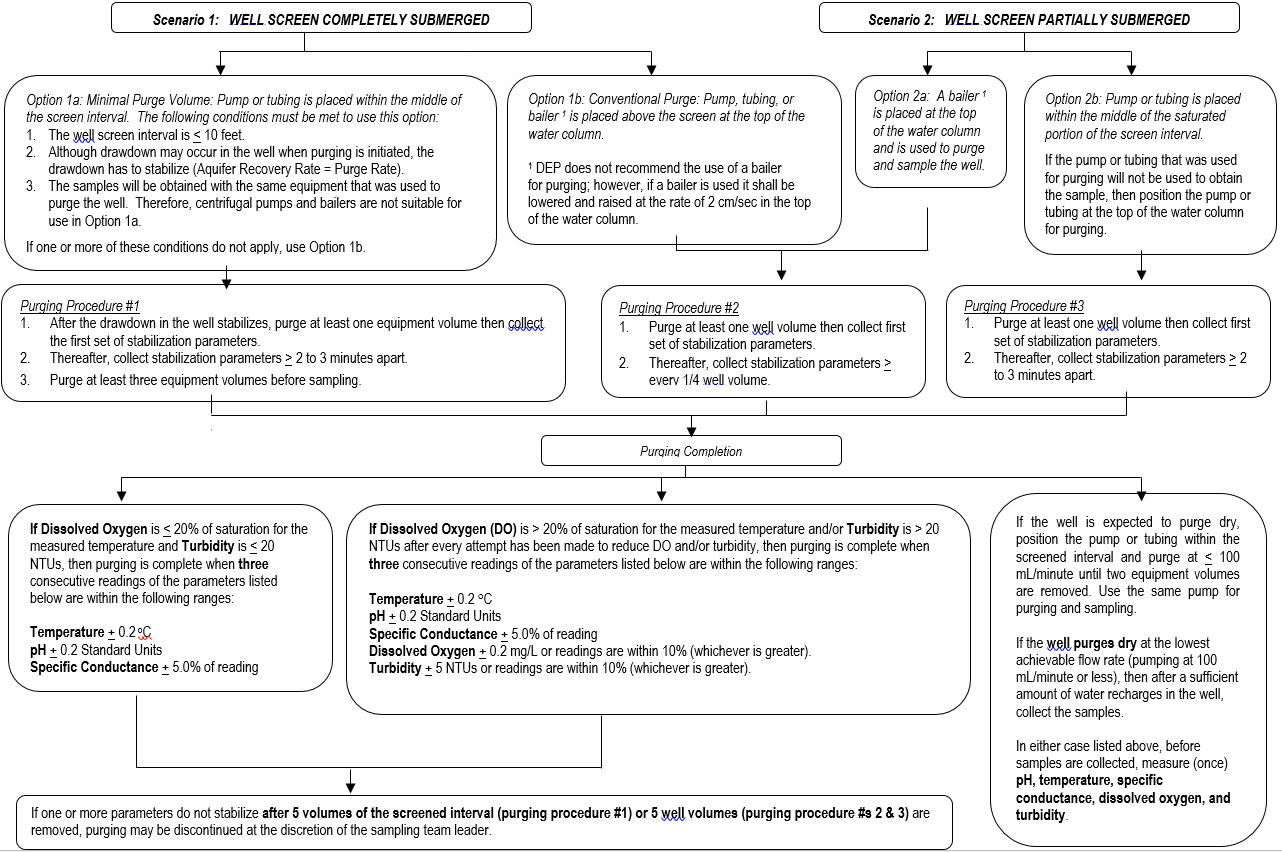 Scenario 1: WELL SCREEN COMPLETELY SUBMERGED
Scenario 2: WELL SCREEN PARTIALLY SUBMERGED
Option 1a: Minimal Purge Volume: Pump or tubing is placed within the middle of
the screen interval. The following conditions must be met to use this option:
1. The well screen interval is ≤ 10 feet.
2. Although drawdown may occur in the well when purging is initiated, the
drawdown has to stabilize (Aquifer Recovery Rate = Purge Rate).
3. The samples will be obtained with the same equipment that was used to
purge the well. Therefore, centrifugal pumps and bailers are not suitable for
use in Option 1a.
If one or more of these conditions do not apply, use Option 1b.
Option 1b: Conventional Purge: Pump, tubing, or
bailer ¹ is placed above the screen at the top of the
water column.
¹ DEP does not recommend the use of a bailer
for purging; however, if a bailer is used it shall be
lowered and raised at the rate of 2 cm/sec in the top
of the water column.
Option 2a: A bailer ¹
is placed at the top
of the water column
and is used to purge
and sample the well.
Option 2b: Pump or tubing is placed
within the middle of the saturated
portion of the screen interval.
If the pump or tubing that was used
for purging will not be used to obtain
the sample, then position the pump or
tubing at the top of the water column
for purging.
Purging Procedure #1
1. After the drawdown in the well stabilizes, purge at least one equipment volume then collect
the first set of stabilization parameters.
2. Thereafter, collect stabilization parameters ≥ 2 to 3 minutes apart.
3. Purge at least three equipment volumes before sampling.
Purging Procedure #2
1. Purge at least one well volume then collect first
set of stabilization parameters.
2. Thereafter, collect stabilization parameters ≥
every 1/4 well volume.
Purging Procedure #3
1. Purge at least one well volume then collect first
set of stabilization parameters.
2. Thereafter, collect stabilization parameters ≥ 2
to 3 minutes apart.
Purging Completion
If Dissolved Oxygen is ≤ 20% of saturation for the
measured temperature and Turbidity is ≤ 20
NTUs, then purging is complete when three
consecutive readings of the parameters listed
below are within the following ranges:
Temperature ± 0.2 ºC
pH ± 0.2 Standard Units
Specific Conductance ± 5.0% of reading
If Dissolved Oxygen (DO) is > 20% of saturation for the measured temperature and/or Turbidity is > 20
NTUs after every attempt has been made to reduce DO and/or turbidity, then purging is complete when
three consecutive readings of the parameters listed below are within the following ranges:
Temperature ± 0.2 ºC
pH ± 0.2 Standard Units
Specific Conductance ± 5.0% of reading
Dissolved Oxygen ± 0.2 mg/L or readings are within 10% (whichever is greater).
Turbidity ± 5 NTUs or readings are within 10% (whichever is greater).
If the well is expected to purge dry,
position the pump or tubing within the
screened interval and purge at ≤ 100
mL/minute until two equipment volumes
are removed. Use the same pump for
purging and sampling.
If the well purges dry at the lowest
achievable flow rate (pumping at 100
mL/minute or less), then after a sufficient
amount of water recharges in the well,
collect the samples.
In either case listed above, before
samples are collected, measure (once)
pH, temperature, specific
conductance, dissolved oxygen, and
turbidity.
If one or more parameters do not stabilize after 5 volumes of the screened interval (purging procedure #1) or 5 well volumes (purging procedure #s 2 & 3) are
removed, purging may be discontinued at the discretion of the sampling team leader.